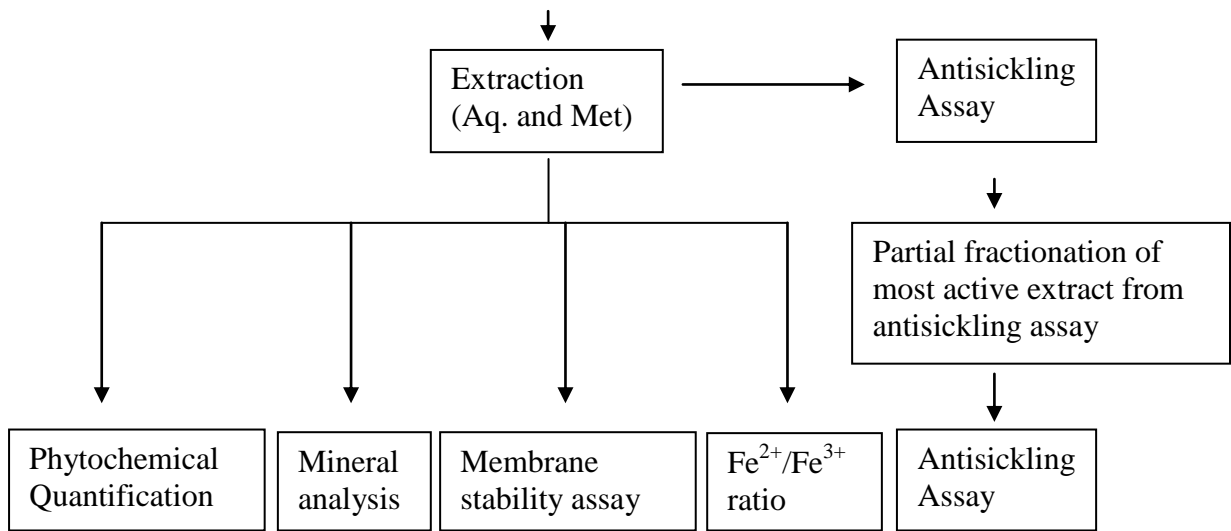 Extraction
(Aq. and Met)
Antisickling
Assay
Partial fractionation of
most active extract from
antisickling assay
Phytochemical
Quantification
Mineral
analysis
Membrane
stability assay
Fe²⁺/Fe³⁺
ratio
Antisickling
Assay